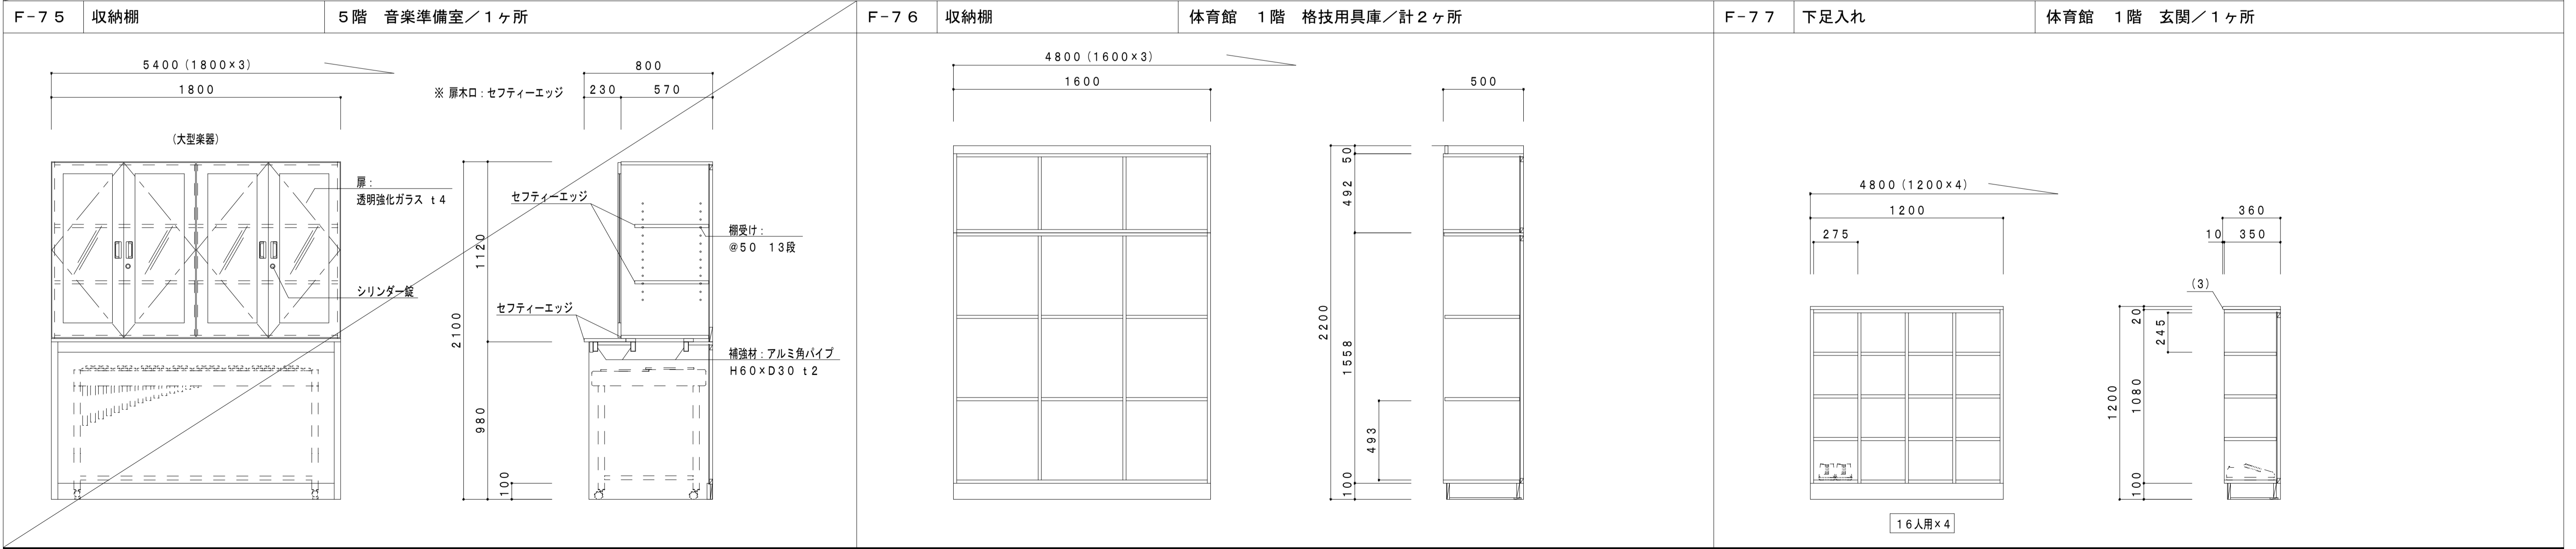 F-75 収納棚 5階 音楽準備室/1ヶ所
5400(1800×3)
1800
※ 扉木口:セフティーエッジ
800
230 570
(大型楽器)
扉:
透明強化ガラス t4
シリンダー錠
セフティーエッジ
棚受け:
@50 13段
セフティーエッジ
補強材:アルミ角パイプ
H60×D30 t2
2100
1120
980
100
F-76 収納棚 体育館 1階 格技用具庫/計2ヶ所
4800(1600×3)
1600
500
50
492
2200
1558
493
100
F-77 下足入れ 体育館 1階 玄関/1ヶ所
4800(1200×4)
1200
275
360
10 350
(3)
20
245
1200
1080
100
16人用×4